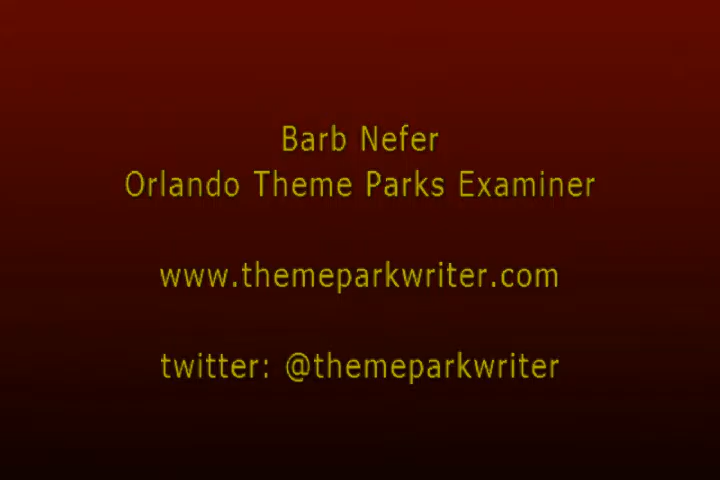 Barb Nefer
Orlando Theme Parks Examiner
www.themeparkwriter.com
twitter: @themeparkwriter